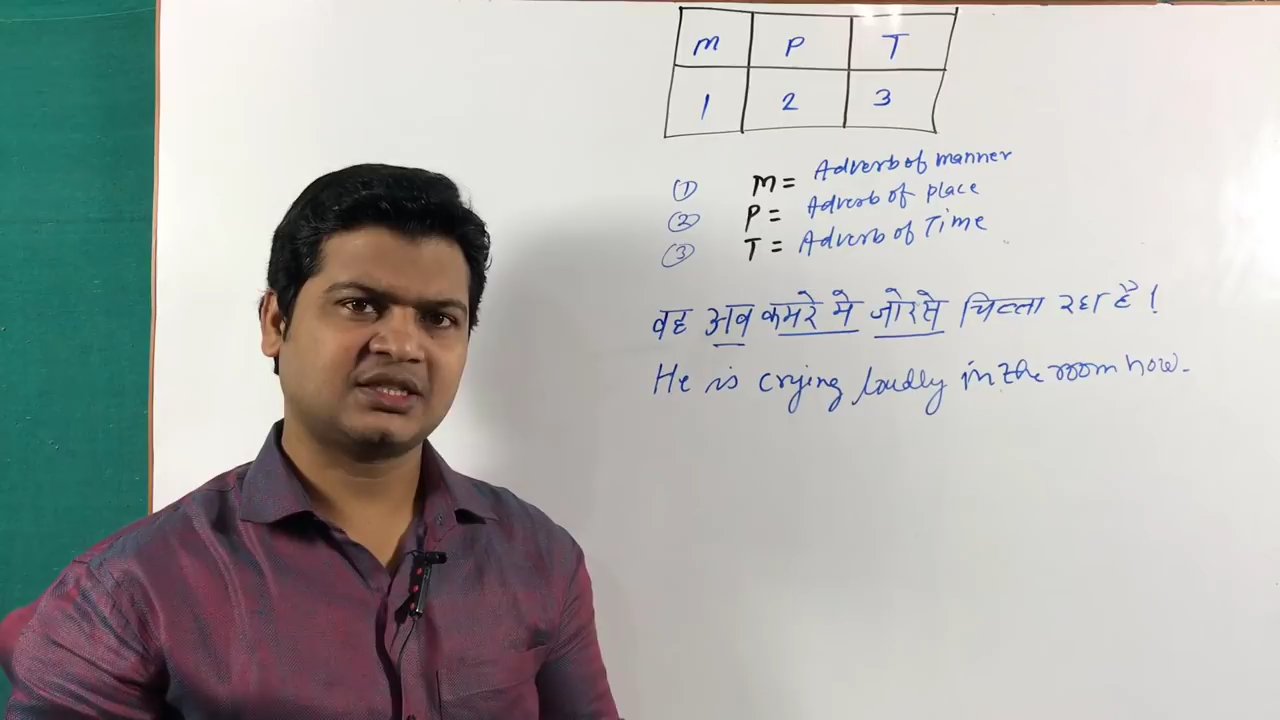 M P T
1 2 3
① M = Adverb of manner
② P = Adverb of place
③ T = Adverb of Time
वह अब कमरे मे जोरसे चिल्ला रहा है।
He is crying loudly in the room now.